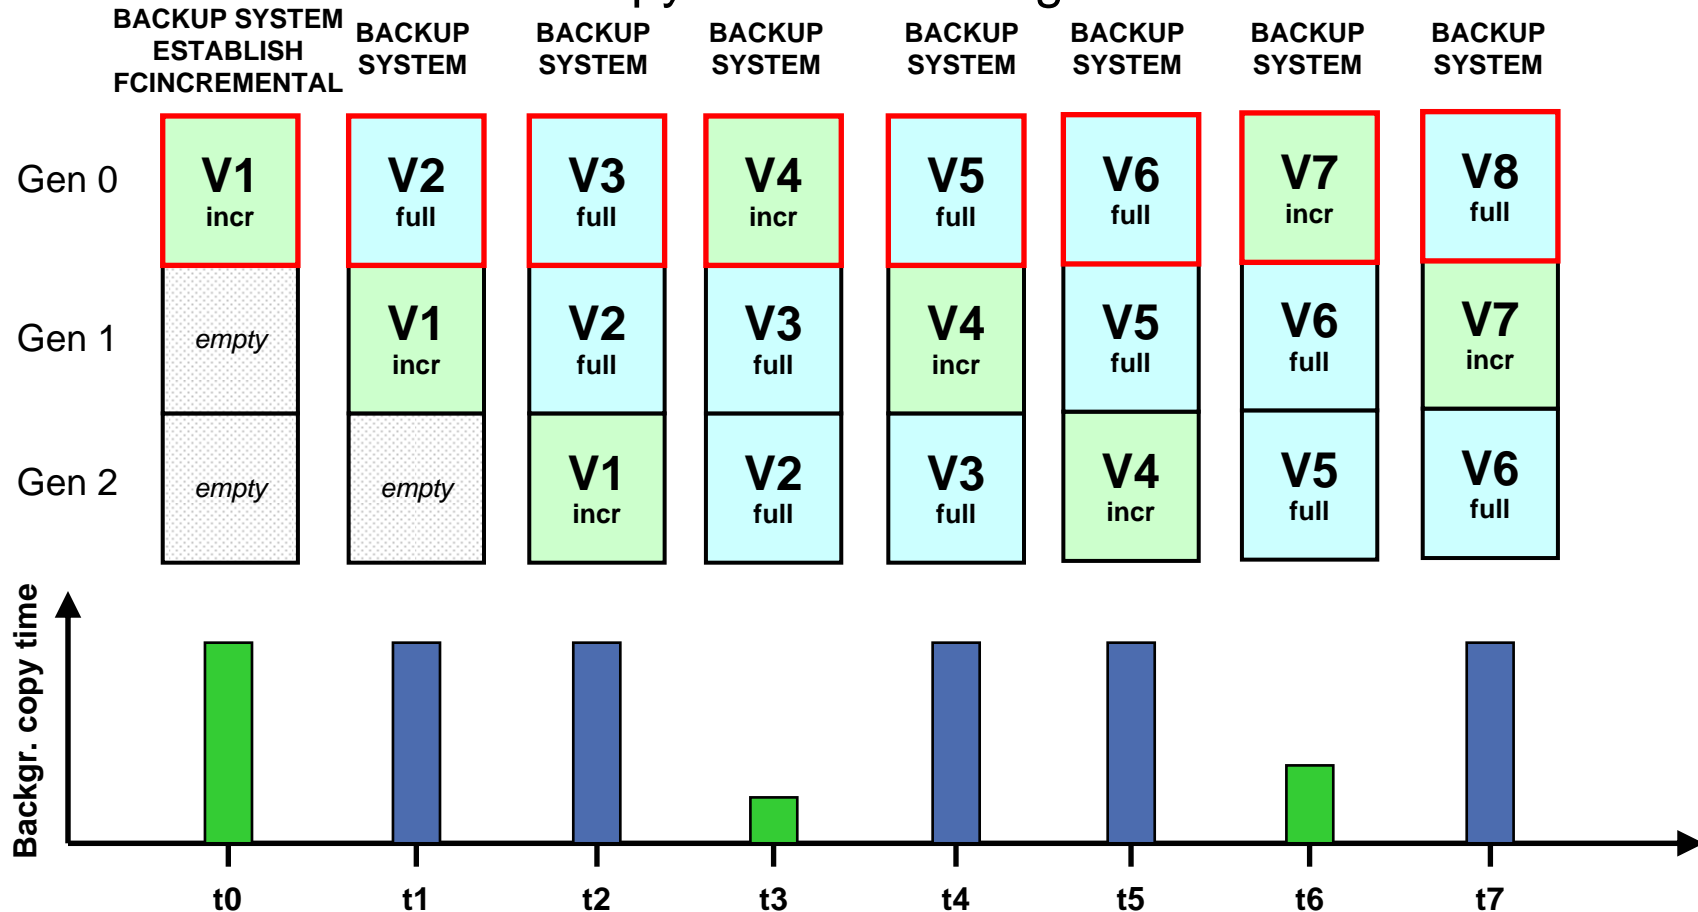 BACKUP SYSTEM
ESTABLISH
FCINCREMENTAL
BACKUP
SYSTEM
BACKUP
SYSTEM
BACKUP
SYSTEM
BACKUP
SYSTEM
BACKUP
SYSTEM
BACKUP
SYSTEM
BACKUP
SYSTEM
Gen 0
V1
incr
V2
full
V3
full
V4
incr
V5
full
V6
full
V7
incr
V8
full
Gen 1
empty
V1
incr
V2
full
V3
full
V4
incr
V5
full
V6
full
V7
incr
Gen 2
empty
empty
V1
incr
V2
full
V3
full
V4
incr
V5
full
V6
full
Backgr. copy time
t0
t1
t2
t3
t4
t5
t6
t7